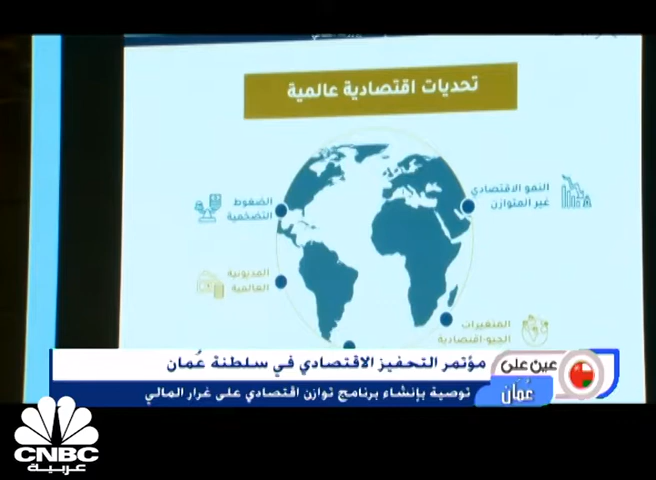 تحديات اقتصادية عالمية
النمو الاقتصادي
غير المتوازن
الضغوط
التضخمية
المديونية
العالمية
المتغيرات
الجيو-اقتصادية
عين على
عُمان
مؤتمر التحفيز الاقتصادي في سلطنة عُمان
توصية بإنشاء برنامج توازن اقتصادي على غرار المالي
CNBC
عربية